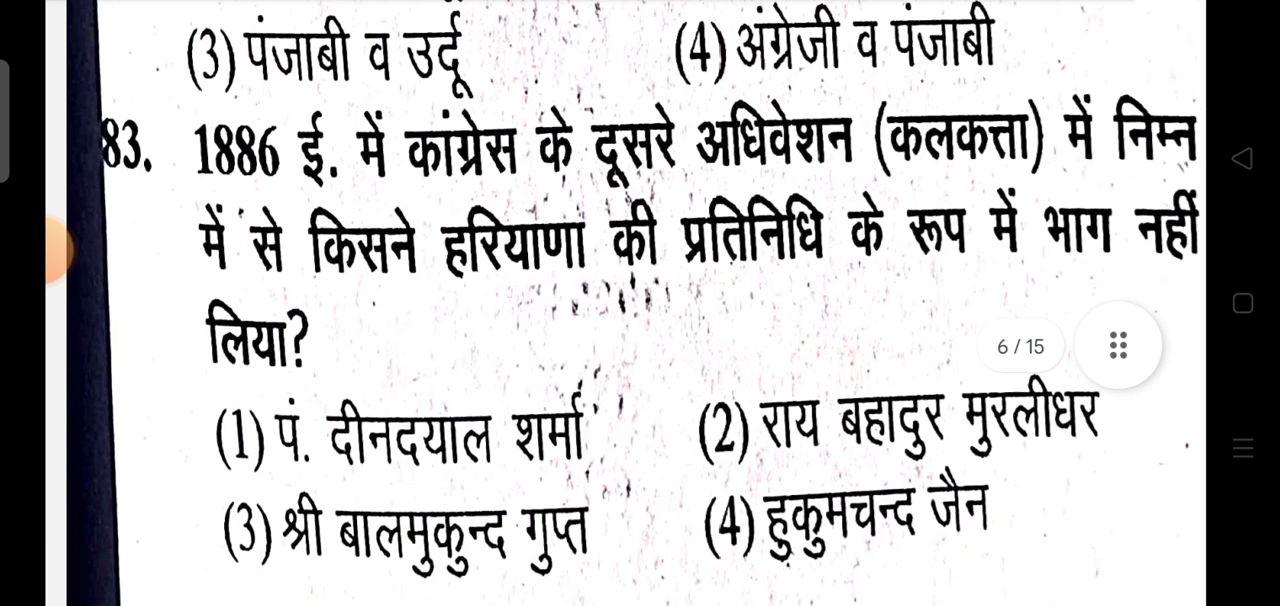 (3) पंजाबी व उर्दू (4) अंग्रेजी व पंजाबी
83. 1886 ई. में कांग्रेस के दूसरे अधिवेशन (कलकत्ता) में निम्न
में से किसने हरियाणा की प्रतिनिधि के रूप में भाग नहीं
लिया?
6 / 15
(1) पं. दीनदयाल शर्मा (2) राय बहादुर मुरलीधर
(3) श्री बालमुकुन्द गुप्त (4) हुकुमचन्द जैन